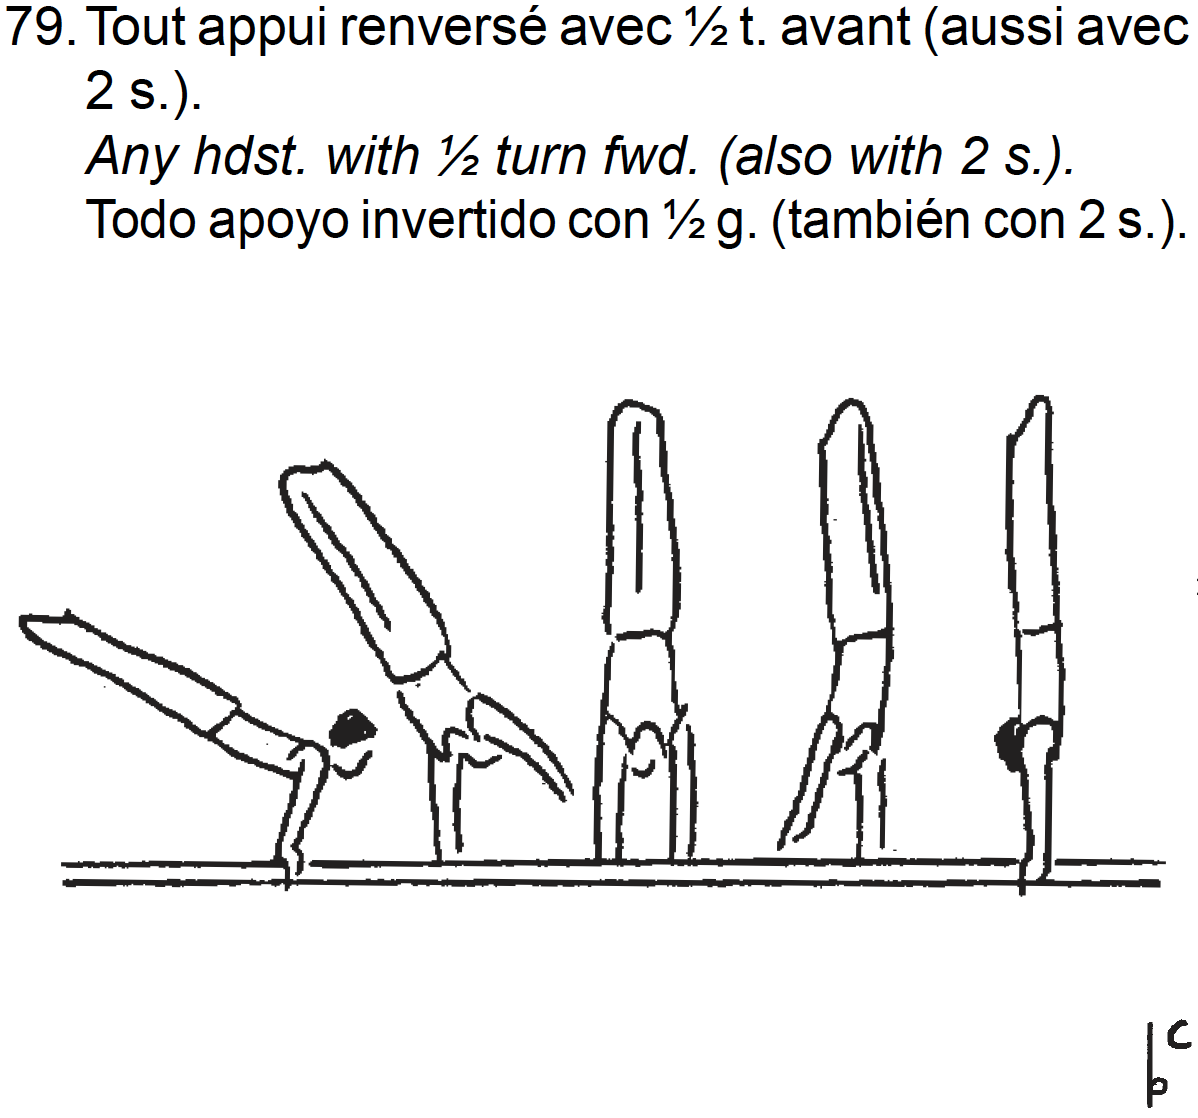 79. Tout appui renversé avec ½ t. avant (aussi avec
2 s.).
Any hdst. with ½ turn fwd. (also with 2 s.).
Todo apoyo invertido con ½ g. (también con 2 s.).